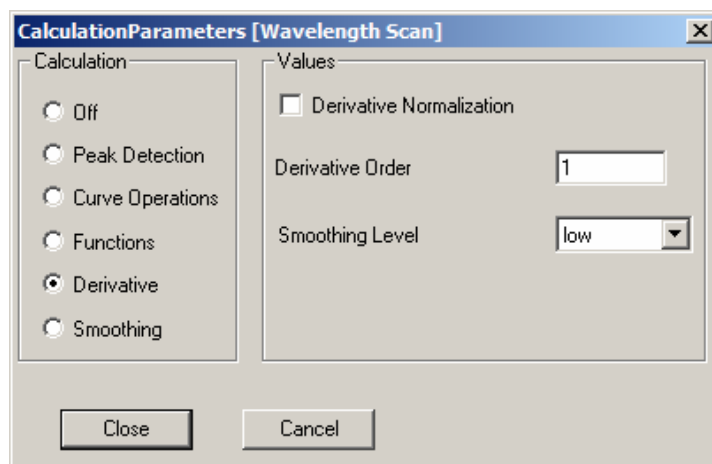 CalculationParameters [Wavelength Scan]
Calculation
Off
Peak Detection
Curve Operations
Functions
Derivative
Smoothing
Values
Derivative Normalization
Derivative Order 1
Smoothing Level low
Close Cancel